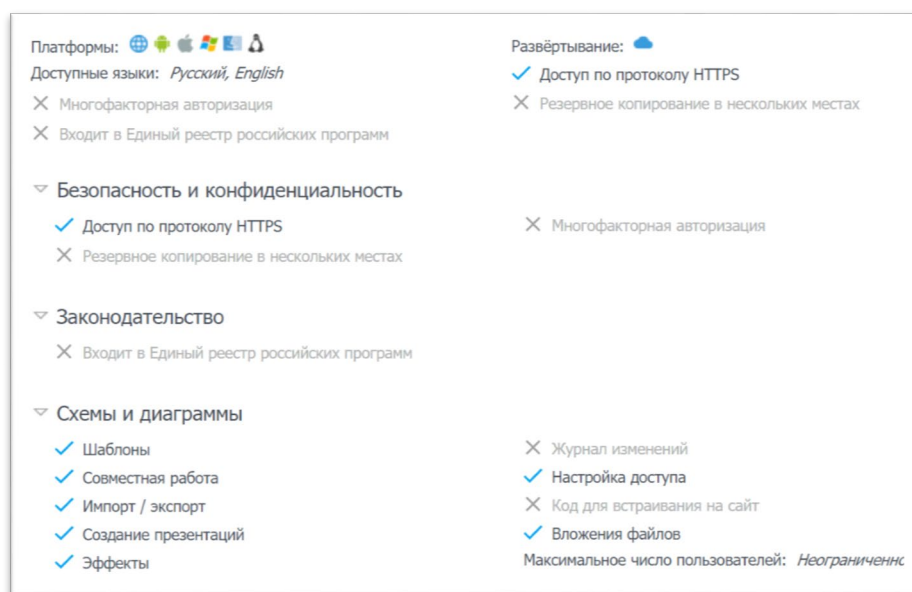 Платформы:
Развёртывание:
Доступные языки: Русский, English
Доступ по протоколу HTTPS
Многофакторная авторизация
Резервное копирование в нескольких местах
Входит в Единый реестр российских программ
Безопасность и конфиденциальность
Доступ по протоколу HTTPS
Многофакторная авторизация
Резервное копирование в нескольких местах
Законодательство
Входит в Единый реестр российских программ
Схемы и диаграммы
Шаблоны
Журнал изменений
Совместная работа
Настройка доступа
Импорт / экспорт
Код для встраивания на сайт
Создание презентаций
Вложения файлов
Эффекты
Максимальное число пользователей: Неограниченно